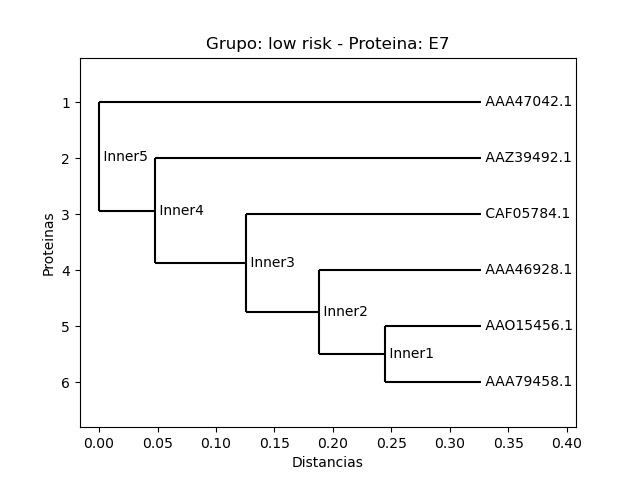 Grupo: low risk - Proteina: E7
1
AAA47042.1
Inner5
2
AAZ39492.1
Inner4
3
CAF05784.1
Inner3
4
AAA46928.1
Inner2
5
AAO15456.1
Inner1
6
AAA79458.1
Proteinas
0.00 0.05 0.10 0.15 0.20 0.25 0.30 0.35 0.40
Distancias